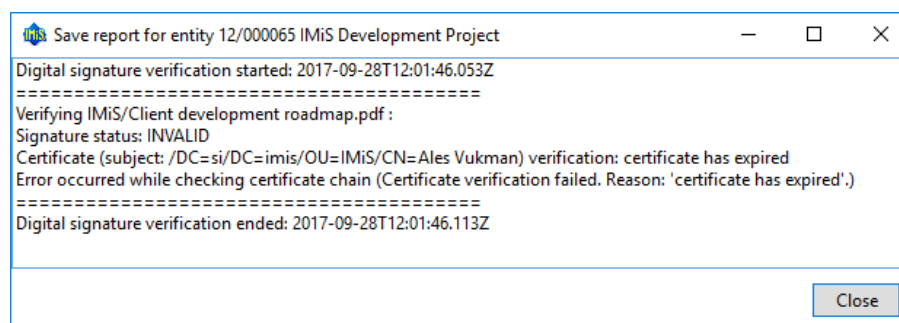 Save report for entity 12/000065 IMiS Development Project
Digital signature verification started: 2017-09-28T12:01:46.053Z
========================================
Verifying IMiS/Client development roadmap.pdf :
Signature status: INVALID
Certificate (subject: /DC=si/DC=imis/OU=IMiS/CN=Ales Vukman) verification: certificate has expired
Error occurred while checking certificate chain (Certificate verification failed. Reason: 'certificate has expired'.)
========================================
Digital signature verification ended: 2017-09-28T12:01:46.113Z
Close